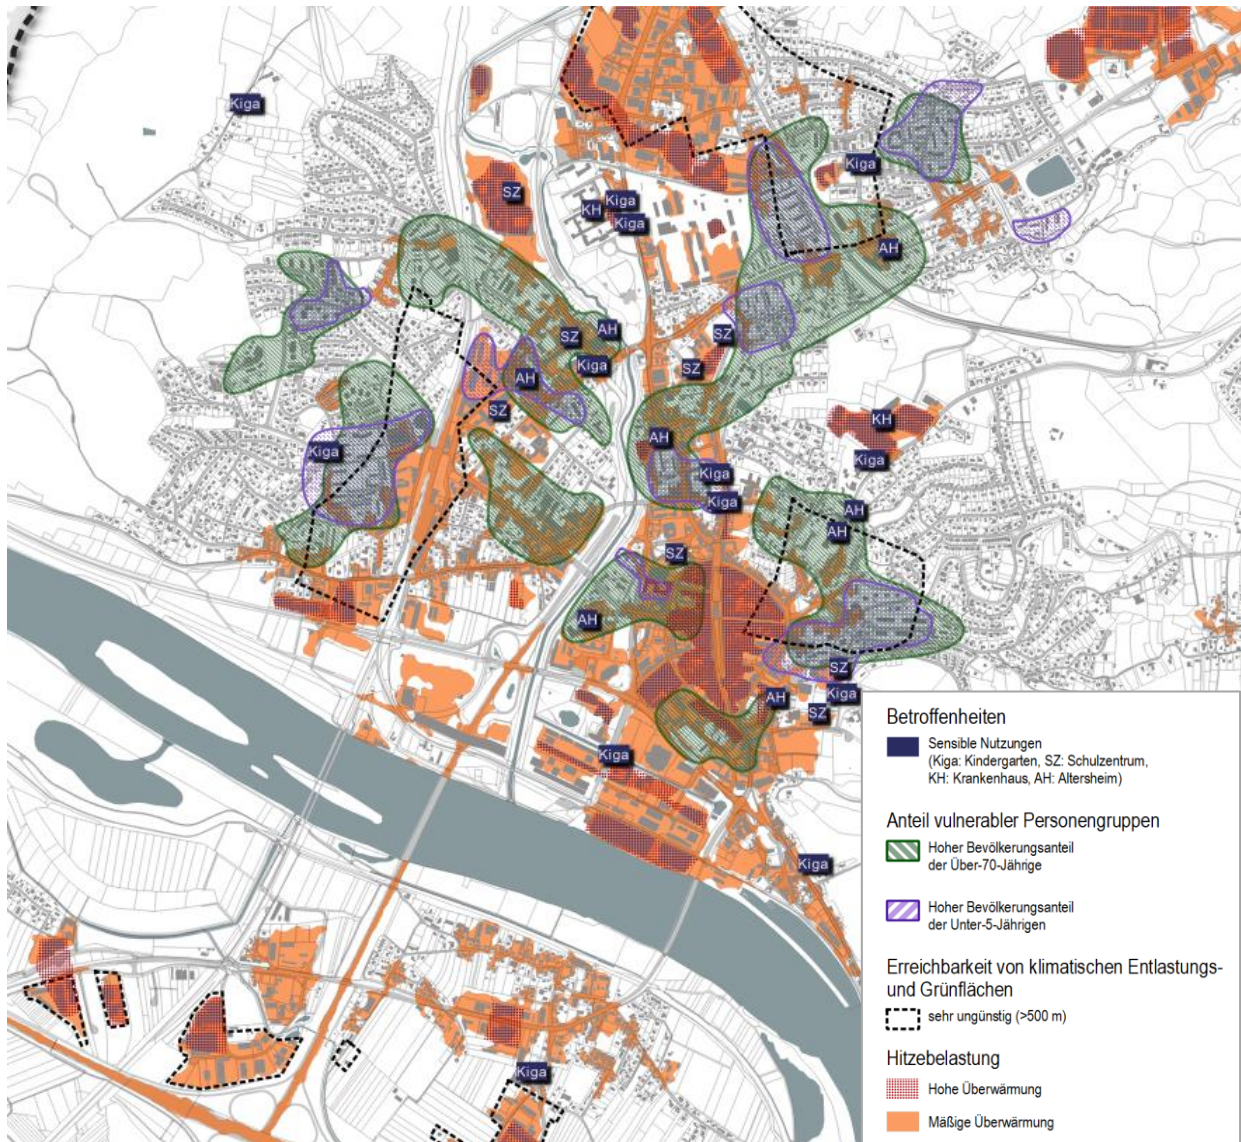 Kiga
Kiga
SZ
Kiga
KH
Kiga
AH
AH
SZ
SZ
Kiga
SZ
AH
SZ
KH
AH
Kiga
Kiga
Kiga
Kiga
AH
AH
SZ
AH
SZ
Kiga
AH
SZ
Kiga
Kiga
Kiga
Betroffenheiten
Sensible Nutzungen
(Kiga: Kindergarten, SZ: Schulzentrum,
KH: Krankenhaus, AH: Altersheim)
Anteil vulnerabler Personengruppen
Hoher Bevölkerungsanteil
der Über-70-Jährige
Hoher Bevölkerungsanteil
der Unter-5-Jährigen
Erreichbarkeit von klimatischen Entlastungs-
und Grünflächen
sehr ungünstig (>500 m)
Hitzebelastung
Hohe Überwärmung
Mäßige Überwärmung